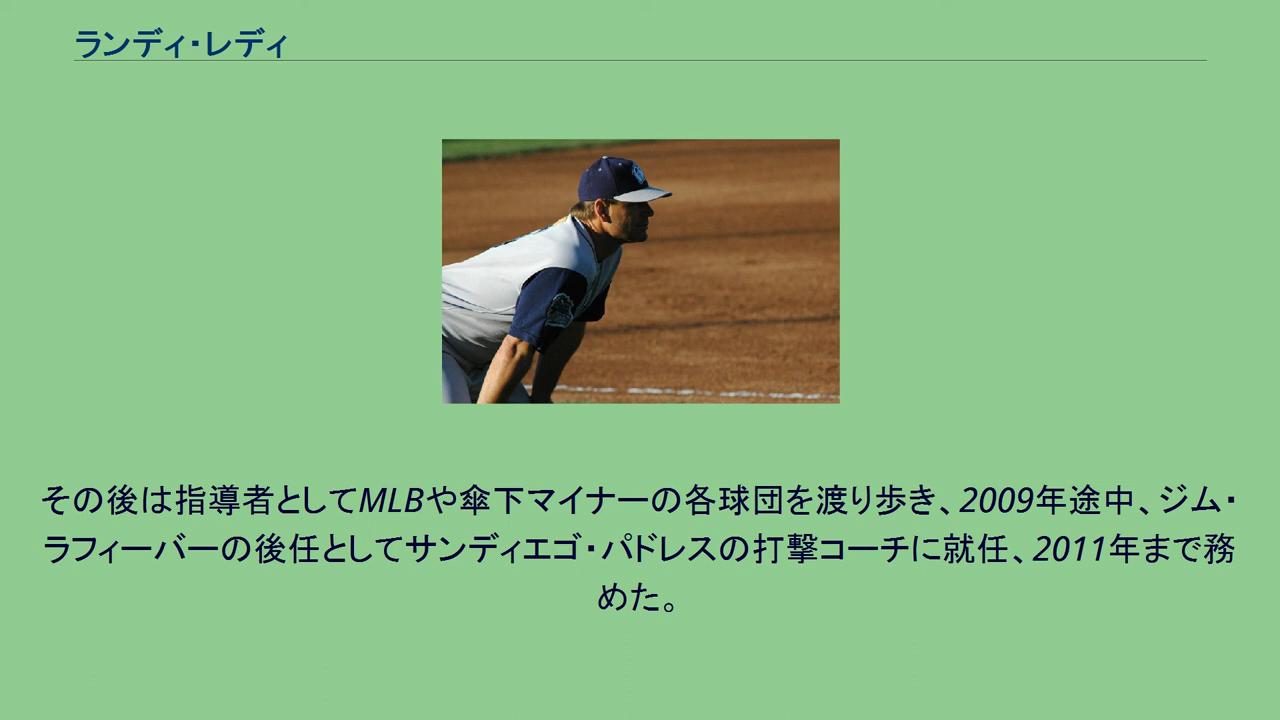 ランディ・レディ
その後は指導者としてMLBや傘下マイナーの各球団を渡り歩き、2009年途中、ジム・
ラフィーバーの後任としてサンディエゴ・パドレスの打撃コーチに就任、2011年まで務
めた。